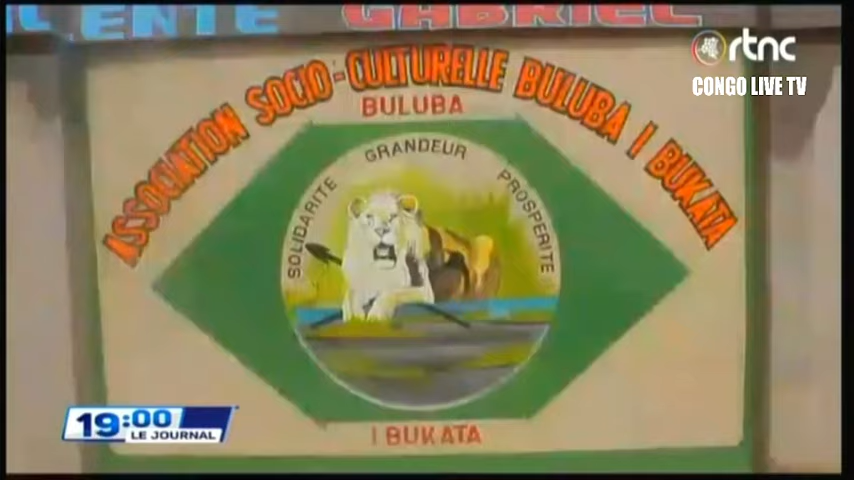 ENTE GABRIEL
rtnc
CONGO LIVE TV
ASSOCIATION SOCIO-CULTURELLE BULUBA I BUKATA
BULUBA
SOLIDARITE GRANDEUR PROSPERITE
I BUKATA
19:00
LE JOURNAL